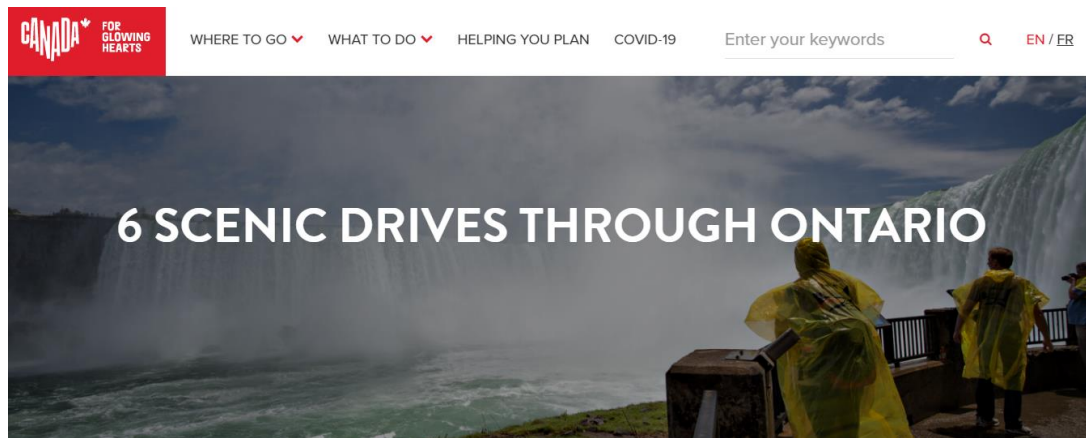 CANADA
FOR
GLOWING
HEARTS
WHERE TO GO
WHAT TO DO
HELPING YOU PLAN
COVID-19
Enter your keywords
EN / FR
6 SCENIC DRIVES THROUGH ONTARIO